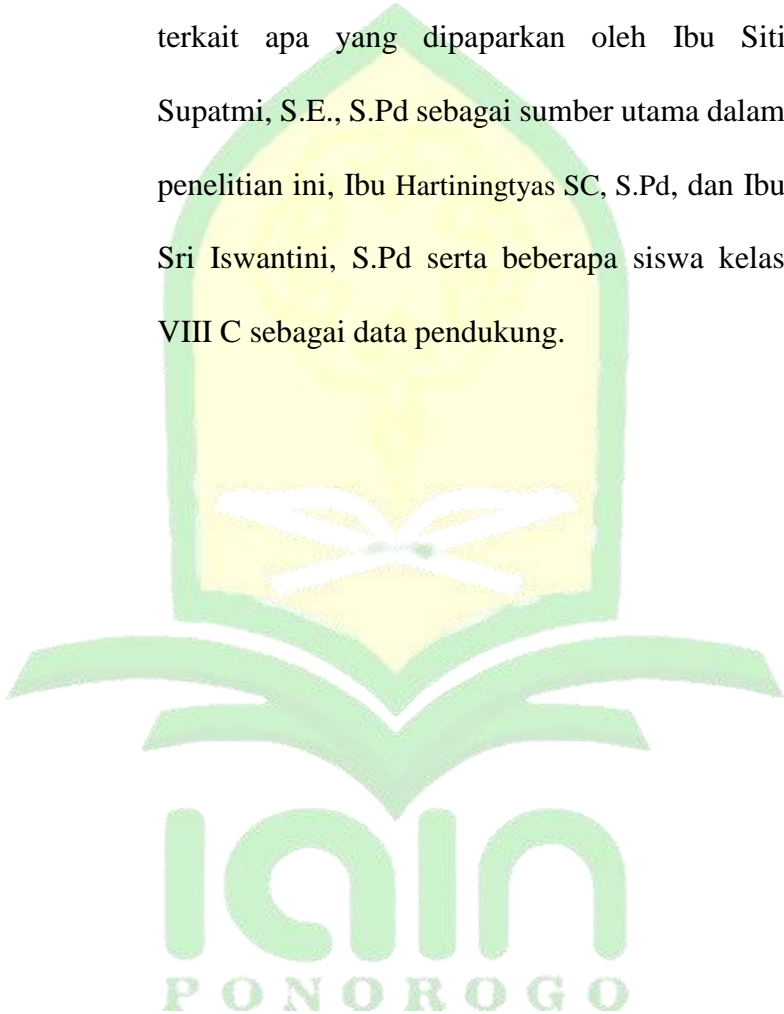 terkait apa yang dipaparkan oleh Ibu Siti
Supatmi, S.E., S.Pd sebagai sumber utama dalam
penelitian ini, Ibu Hartiningtyas SC, S.Pd, dan Ibu
Sri Iswantini, S.Pd serta beberapa siswa kelas
VIII C sebagai data pendukung.
iain
PONOROGO